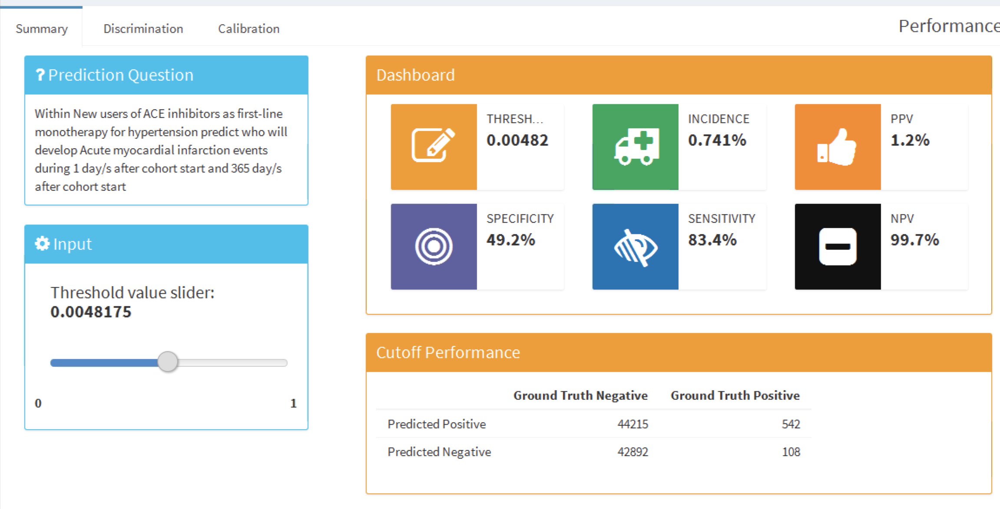 Summary Discrimination Calibration Performance
? Prediction Question
Within New users of ACE inhibitors as first-line
monotherapy for hypertension predict who will
develop Acute myocardial infarction events
during 1 day/s after cohort start and 365 day/s
after cohort start
Input
Threshold value slider:
0.0048175
0 1
Dashboard
THRESH...
0.00482
INCIDENCE
0.741%
PPV
1.2%
SPECIFICITY
49.2%
SENSITIVITY
83.4%
NPV
99.7%
Cutoff Performance
Ground Truth Negative Ground Truth Positive
Predicted Positive 44215 542
Predicted Negative 42892 108